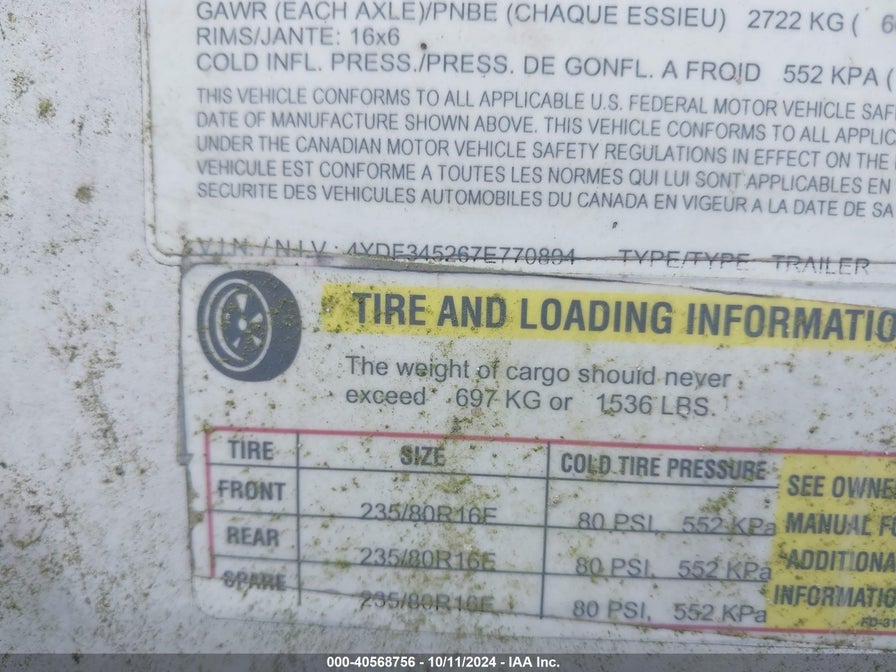 GAWR (EACH AXLE)/PNBE (CHAQUE ESSIEU) 2722 KG (
RIMS/JANTE: 16x6
COLD INFL. PRESS./PRESS. DE GONFL. A FROID 552 KPA (
THIS VEHICLE CONFORMS TO ALL APPLICABLE U.S. FEDERAL MOTOR VEHICLE SAF
DATE OF MANUFACTURE SHOWN ABOVE. THIS VEHICLE CONFORMS TO ALL APPLIC
UNDER THE CANADIAN MOTOR VEHICLE SAFETY REGULATIONS IN EFFECT ON THE
VEHICULE EST CONFORME A TOUTES LES NORMES QUI LUI SONT APPLICABLES EN
SECURITE DES VEHICULES AUTOMOBILES DU CANADA EN VIGEUR A LA DATE DE SA
V.I.N. / N.I.V.: 4YDF345267E770804 TYPE/TYPE TRAILER
TIRE AND LOADING INFORMATIO
The weight of cargo should never
exceed 697 KG or 1536 LBS.
TIRE SIZE COLD TIRE PRESSURE SEE OWNE
FRONT 235/80R16E 80 PSI, 552 KPa MANUAL FO
REAR 235/80R16E 80 PSI, 552 KPa ADDITIONA
SPARE 235/80R16E 80 PSI, 552 KPa INFORMATIO
000-40568756 - 10/11/2024 - IAA Inc.